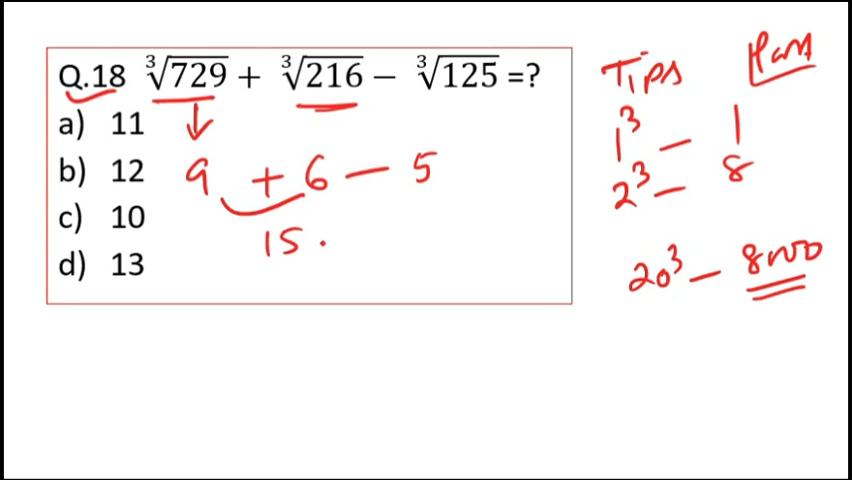 Q.18 ∛729 + ∛216 − ∛125 =?
a) 11
b) 12
c) 10
d) 13
9 + 6 − 5
15.
Tips
1³ − 1
2³ − 8
20³ − 8000